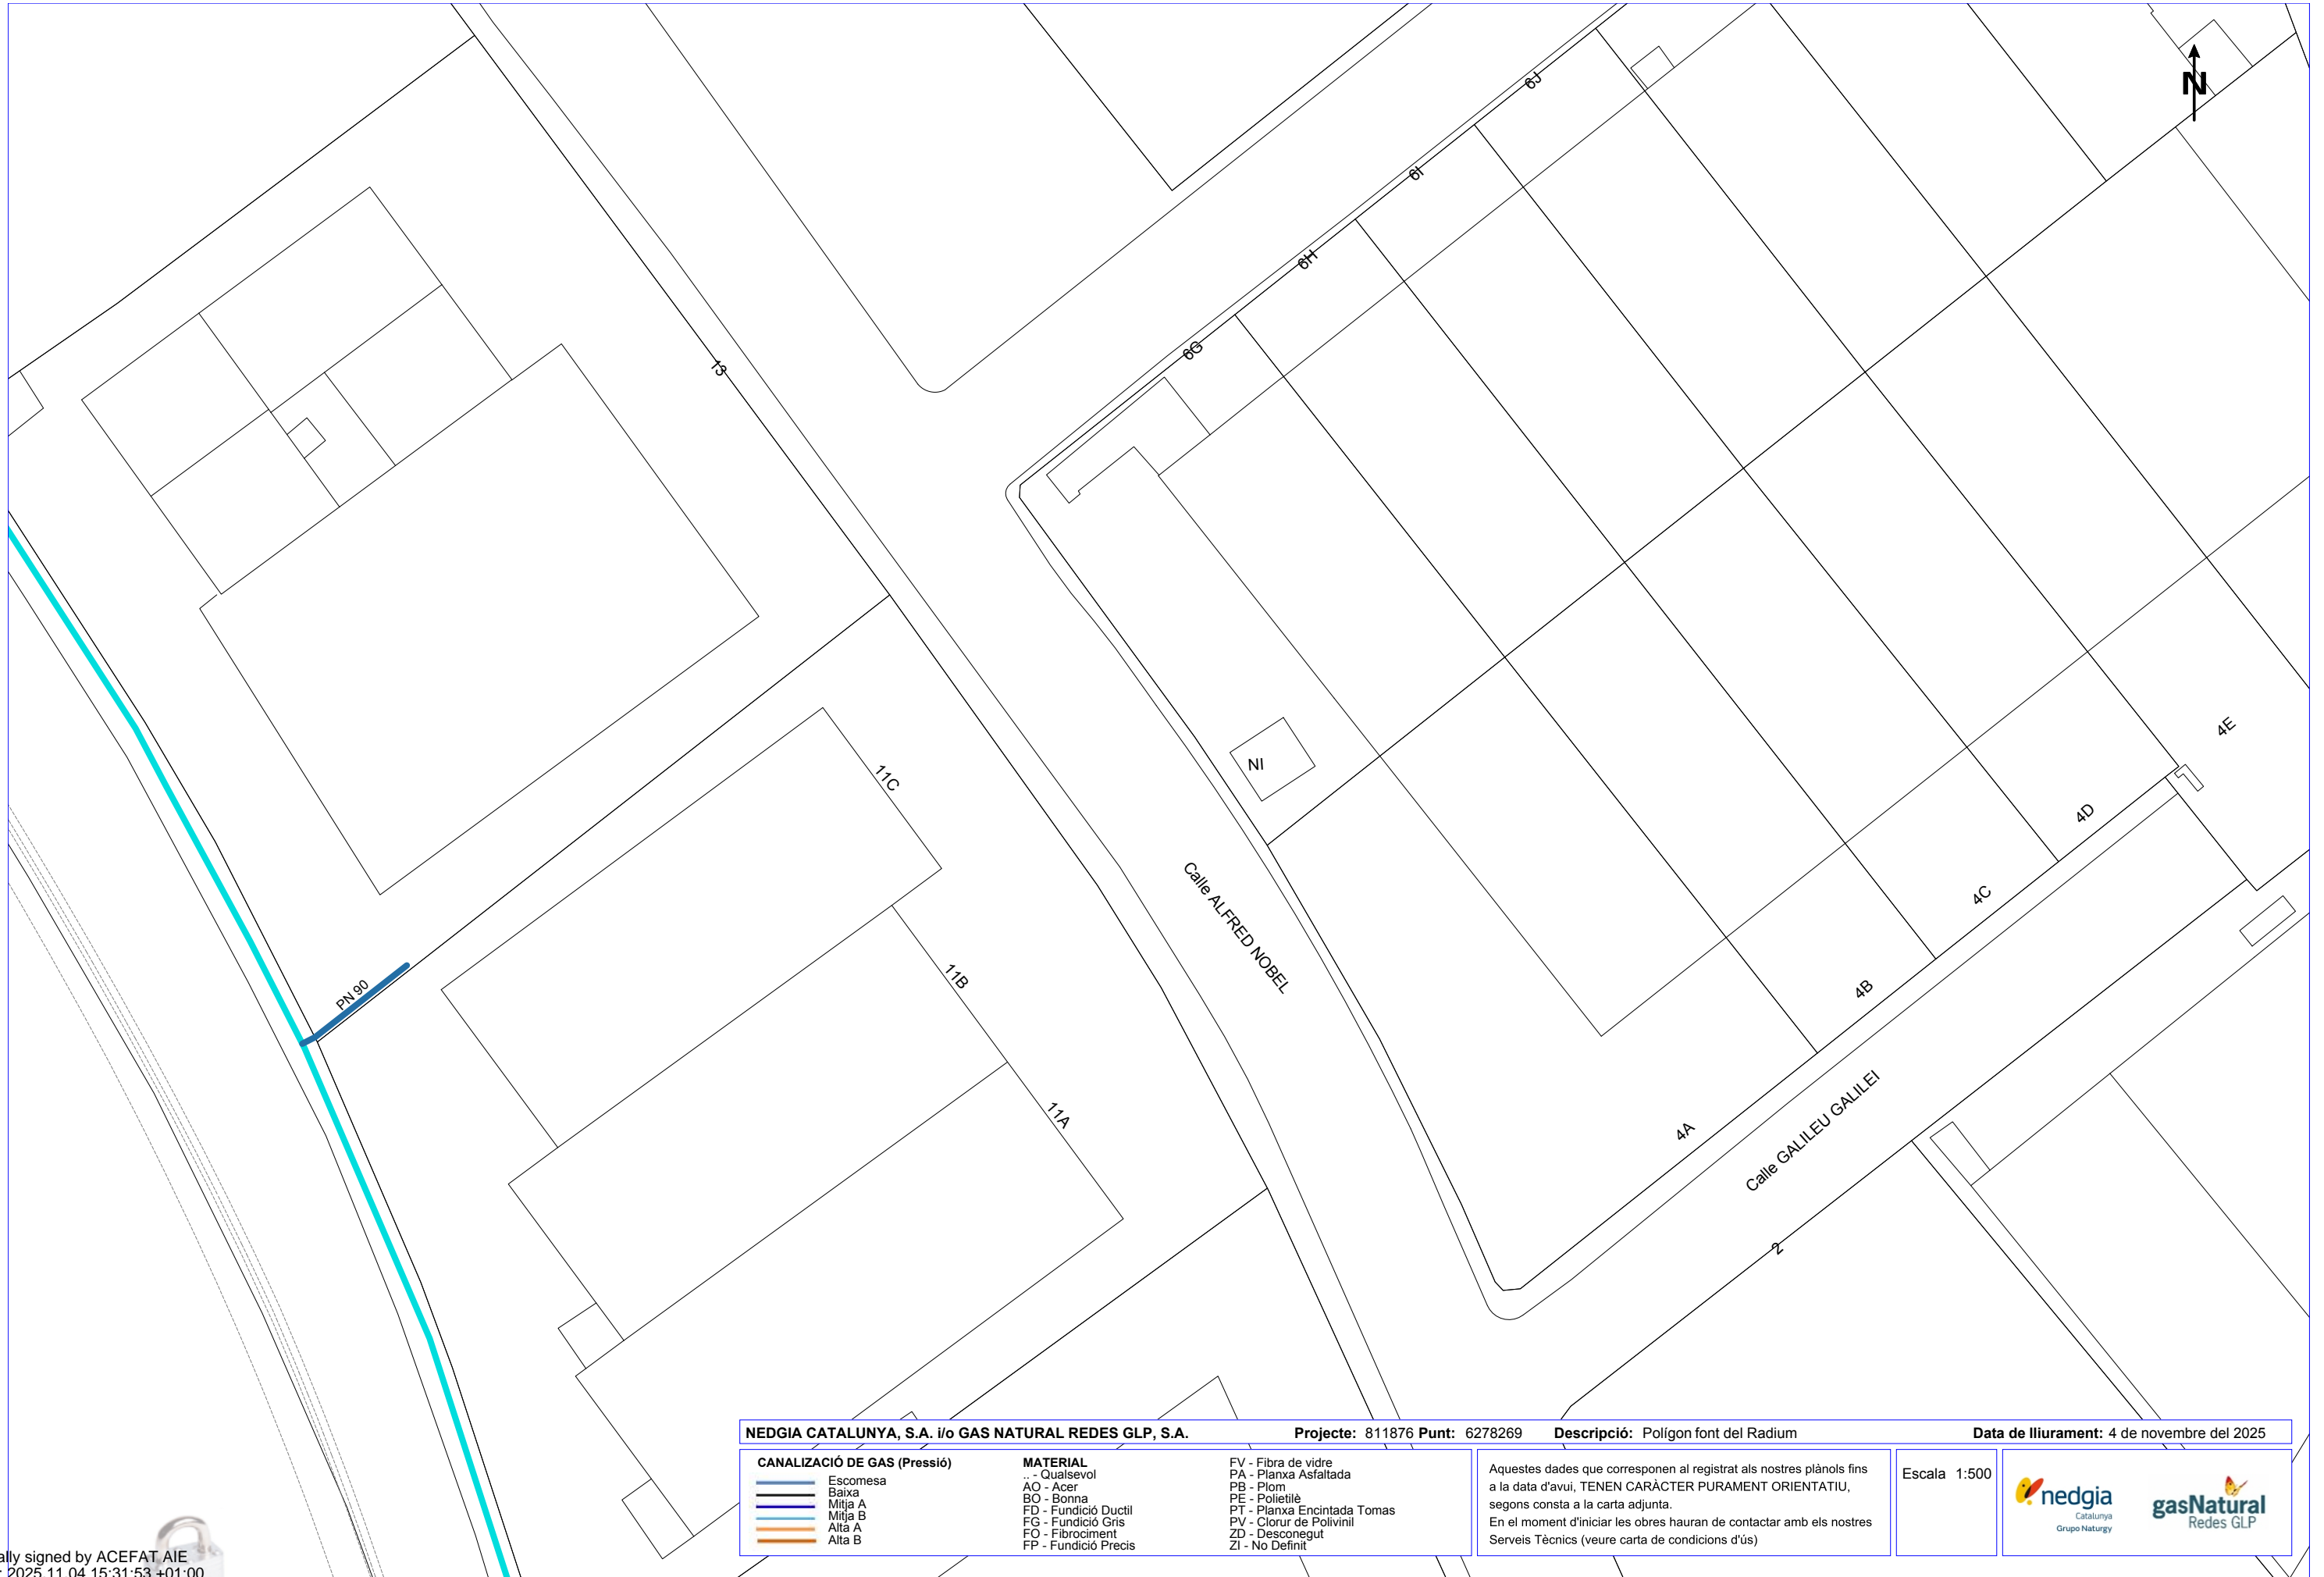 N
6J
6I
6H
6G
13
NI
4E
4D
4C
4B
4A
11C
11B
11A
Calle ALFRED NOBEL
Calle GALILEU GALILEI
2
PN 90
NEDGIA CATALUNYA, S.A. i/o GAS NATURAL REDES GLP, S.A. Projecte: 811876 Punt: 6278269 Descripció: Polígon font del Radium Data de lliurament: 4 de novembre del 2025
CANALIZACIÓ DE GAS (Pressió)
Escomesa
Baixa
Mitja A
Mitja B
Alta A
Alta B
MATERIAL
.. - Qualsevol
AO - Acer
BO - Bonna
FD - Fundició Ductil
FG - Fundició Gris
FO - Fibrociment
FP - Fundició Precis
FV - Fibra de vidre
PA - Planxa Asfaltada
PB - Plom
PE - Polietilè
PT - Planxa Encintada Tomas
PV - Clorur de Polivinil
ZD - Desconegut
ZI - No Definit
Aquestes dades que corresponen al registrat als nostres plànols fins
a la data d'avui, TENEN CARÀCTER PURAMENT ORIENTATIU,
segons consta a la carta adjunta.
En el moment d'iniciar les obres hauran de contactar amb els nostres
Serveis Tècnics (veure carta de condicions d'ús)
Escala 1:500
nedgia
Catalunya
Grupo Naturgy
gasNatural
Redes GLP
ally signed by ACEFAT AIE
: 2025.11.04 15:31:53 +01:00